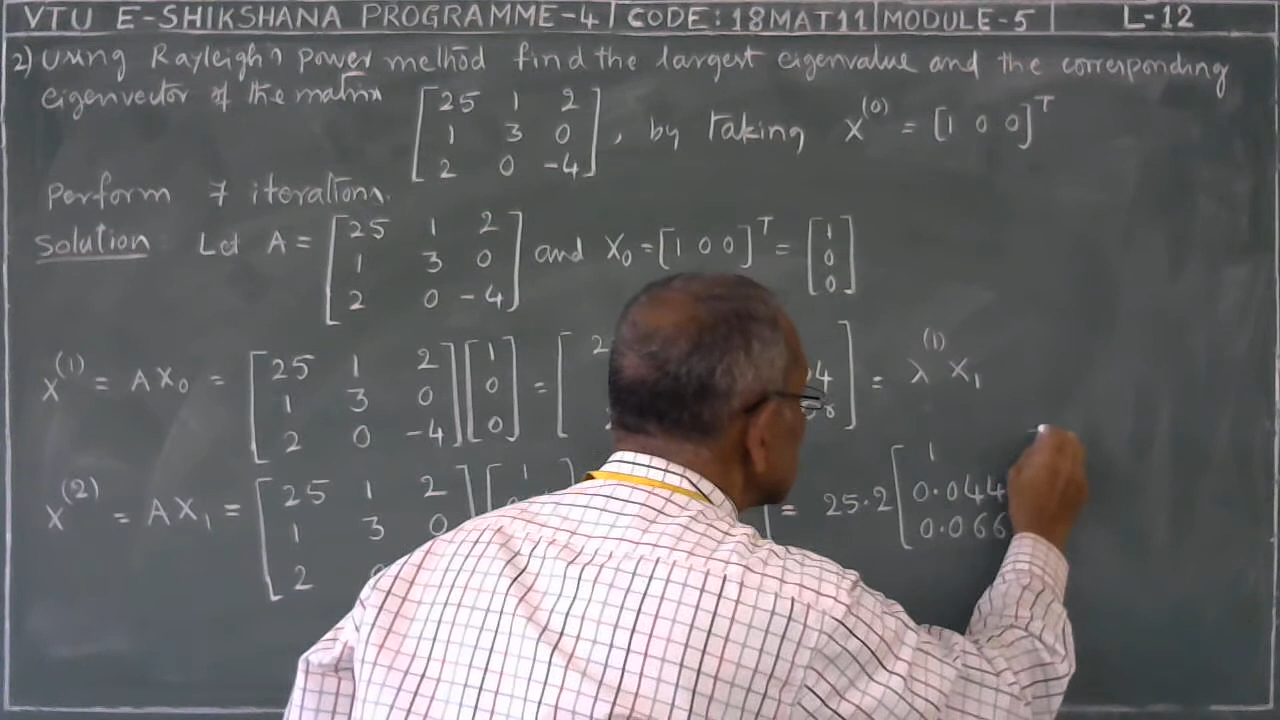 VTU E-SHIKSHANA PROGRAMME-4 | CODE: 18MAT11 | MODULE-5 | L-12
2) Using Rayleigh's power method find the largest eigenvalue and the corresponding
eigenvector of the matrix [25 1 2
1 3 0
2 0 -4], by taking X^(0) = [1 0 0]^T
Perform 7 iterations.
Solution Let A = [25 1 2
1 3 0
2 0 -4] and X₀ = [1 0 0]^T = [1
0
0]
X^(1) = AX₀ = [25 1 2
1 3 0
2 0 -4] [1
0
0] = [2 4] = λ^(1) X₁
X^(2) = AX₁ = [25 1 2
1 3 0
2] [1 = 25.2 [1
0.044
0.066